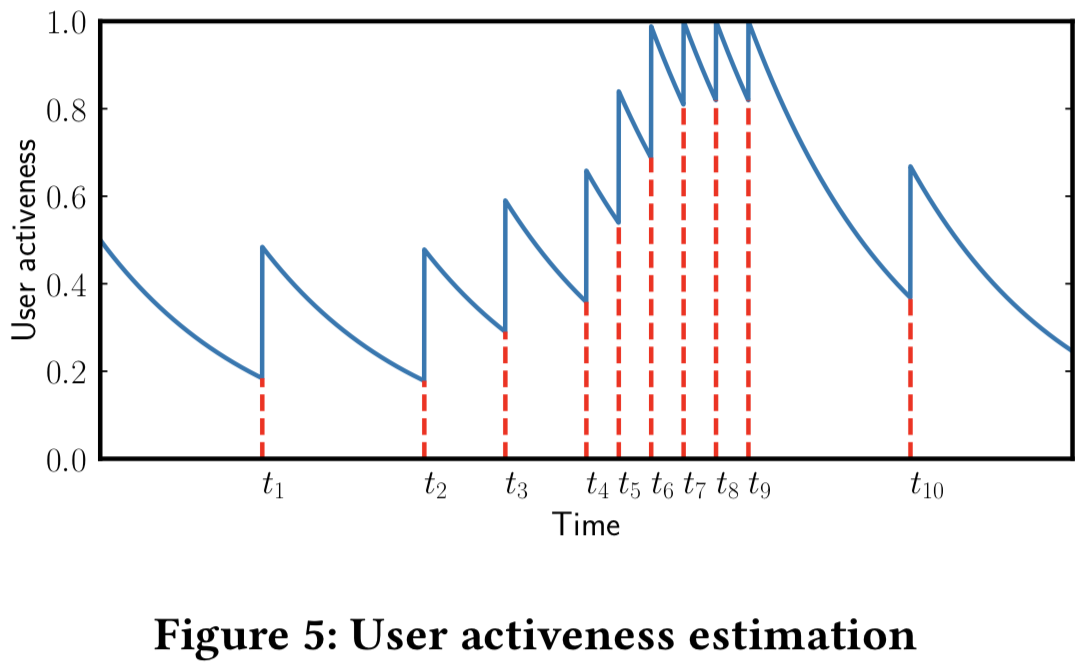 1.0
0.8
0.6
0.4
0.2
0.0
User activeness
t₁ t₂ t₃ t₄ t₅ t₆ t₇ t₈ t₉ t₁₀
Time
Figure 5: User activeness estimation